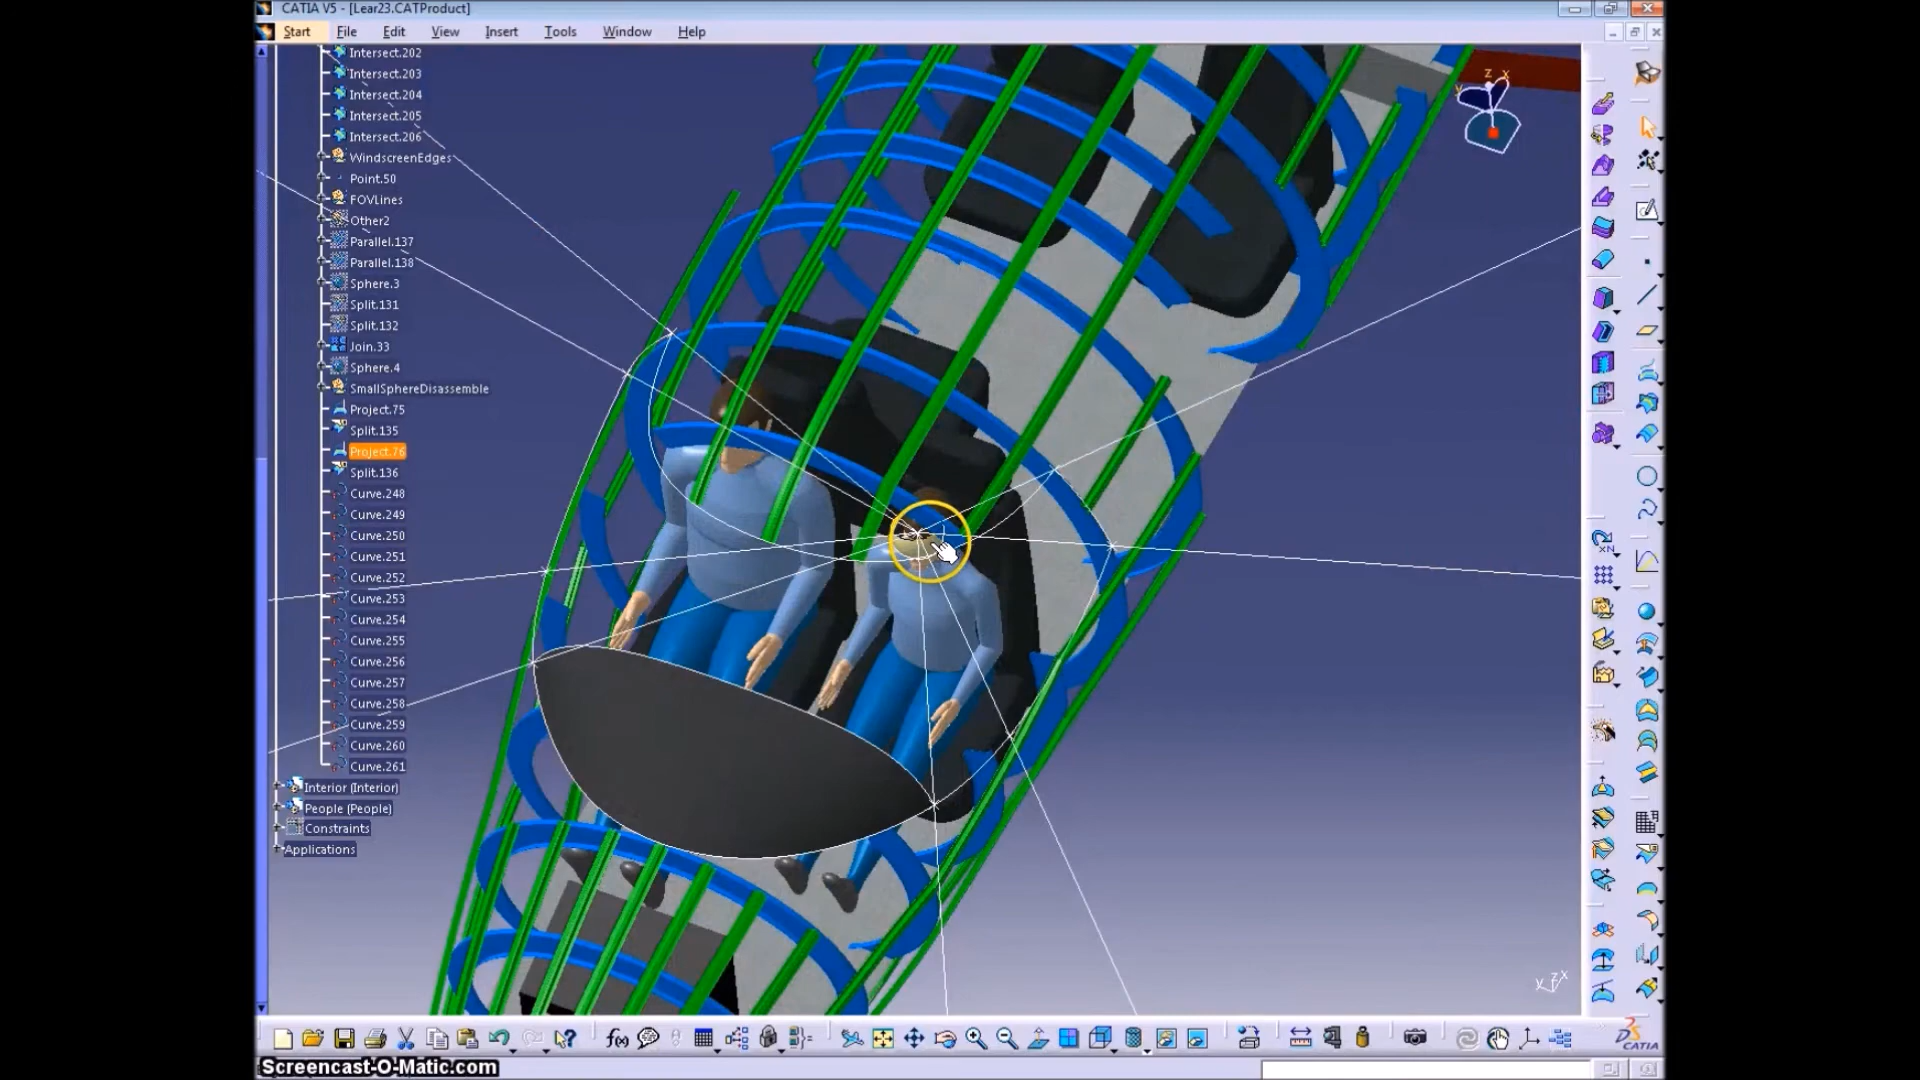 CATIA V5 - [Lear23.CATProduct]
Start File Edit View Insert Tools Window Help
Intersect.202
Intersect.203
Intersect.204
Intersect.205
Intersect.206
WindscreenEdges
Point.50
FOVLines
Other2
Parallel.137
Parallel.138
Sphere.3
Split.131
Split.132
Join.33
Sphere.4
SmallSphereDisassemble
Project.75
Split.135
Project.76
Split.136
Curve.248
Curve.249
Curve.250
Curve.251
Curve.252
Curve.253
Curve.254
Curve.255
Curve.256
Curve.257
Curve.258
Curve.259
Curve.260
Curve.261
Interior (Interior)
People (People)
Constraints
Applications
z x
y z x
f(x)
CATIA
Screencast-O-Matic.com